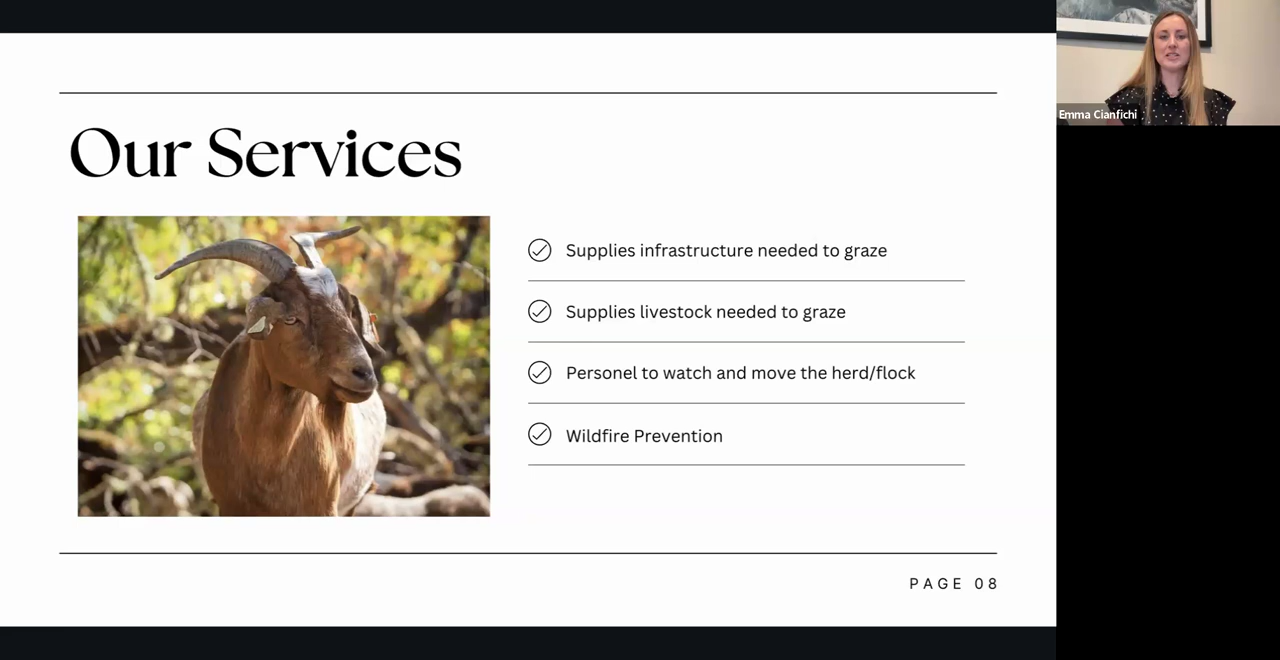 Our Services
Supplies infrastructure needed to graze
Supplies livestock needed to graze
Personel to watch and move the herd/flock
Wildfire Prevention
PAGE 08
Emma Cianfichi